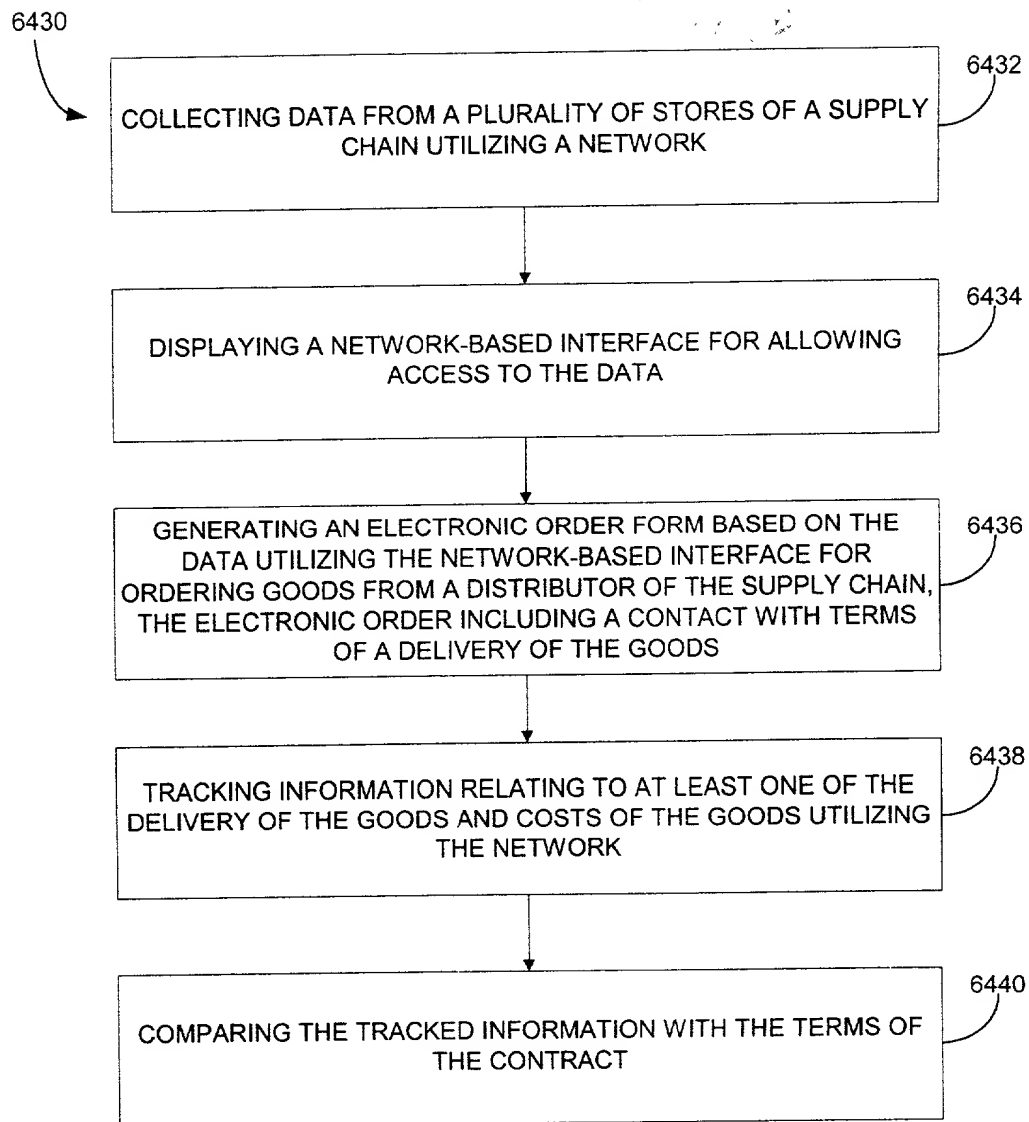 6430
6432
COLLECTING DATA FROM A PLURALITY OF STORES OF A SUPPLY
CHAIN UTILIZING A NETWORK
6434
DISPLAYING A NETWORK-BASED INTERFACE FOR ALLOWING
ACCESS TO THE DATA
6436
GENERATING AN ELECTRONIC ORDER FORM BASED ON THE
DATA UTILIZING THE NETWORK-BASED INTERFACE FOR
ORDERING GOODS FROM A DISTRIBUTOR OF THE SUPPLY CHAIN,
THE ELECTRONIC ORDER INCLUDING A CONTACT WITH TERMS
OF A DELIVERY OF THE GOODS
6438
TRACKING INFORMATION RELATING TO AT LEAST ONE OF THE
DELIVERY OF THE GOODS AND COSTS OF THE GOODS UTILIZING
THE NETWORK
6440
COMPARING THE TRACKED INFORMATION WITH THE TERMS OF
THE CONTRACT